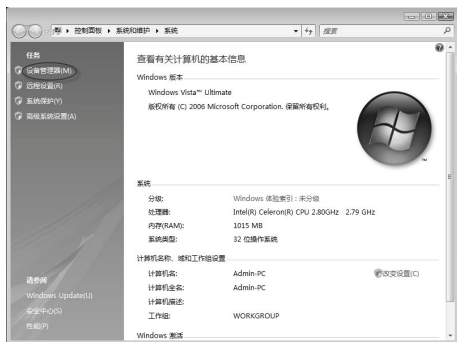 控制面板 ▸ 系统和维护 ▸ 系统
搜索
任务
设备管理器(M)
远程设置(R)
系统保护(Y)
高级系统设置(A)
请参阅
Windows Update(U)
安全中心(S)
性能(P)
查看有关计算机的基本信息
Windows 版本
Windows Vista™ Ultimate
版权所有 (C) 2006 Microsoft Corporation. 保留所有权利。
系统
分级: Windows 体验索引:未分级
处理器: Intel(R) Celeron(R) CPU 2.80GHz 2.79 GHz
内存(RAM): 1015 MB
系统类型: 32 位操作系统
计算机名称、域和工作组设置
计算机名: Admin-PC 改变设置(C)
计算机全名: Admin-PC
计算机描述:
工作组: WORKGROUP
Windows 激活